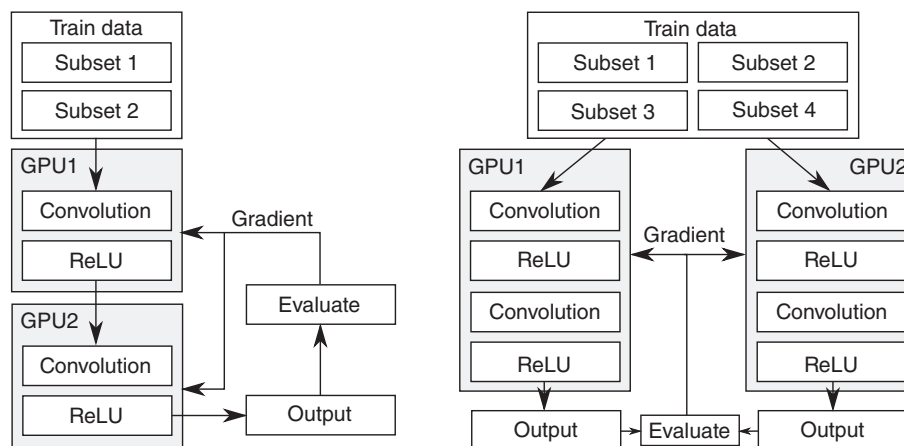 Train data
Subset 1
Subset 2
GPU1
Convolution
ReLU
GPU2
Convolution
ReLU
Gradient
Evaluate
Output
Train data
Subset 1 Subset 2
Subset 3 Subset 4
GPU1
Convolution
ReLU
Convolution
ReLU
Output
Gradient
Evaluate
GPU2
Convolution
ReLU
Convolution
ReLU
Output